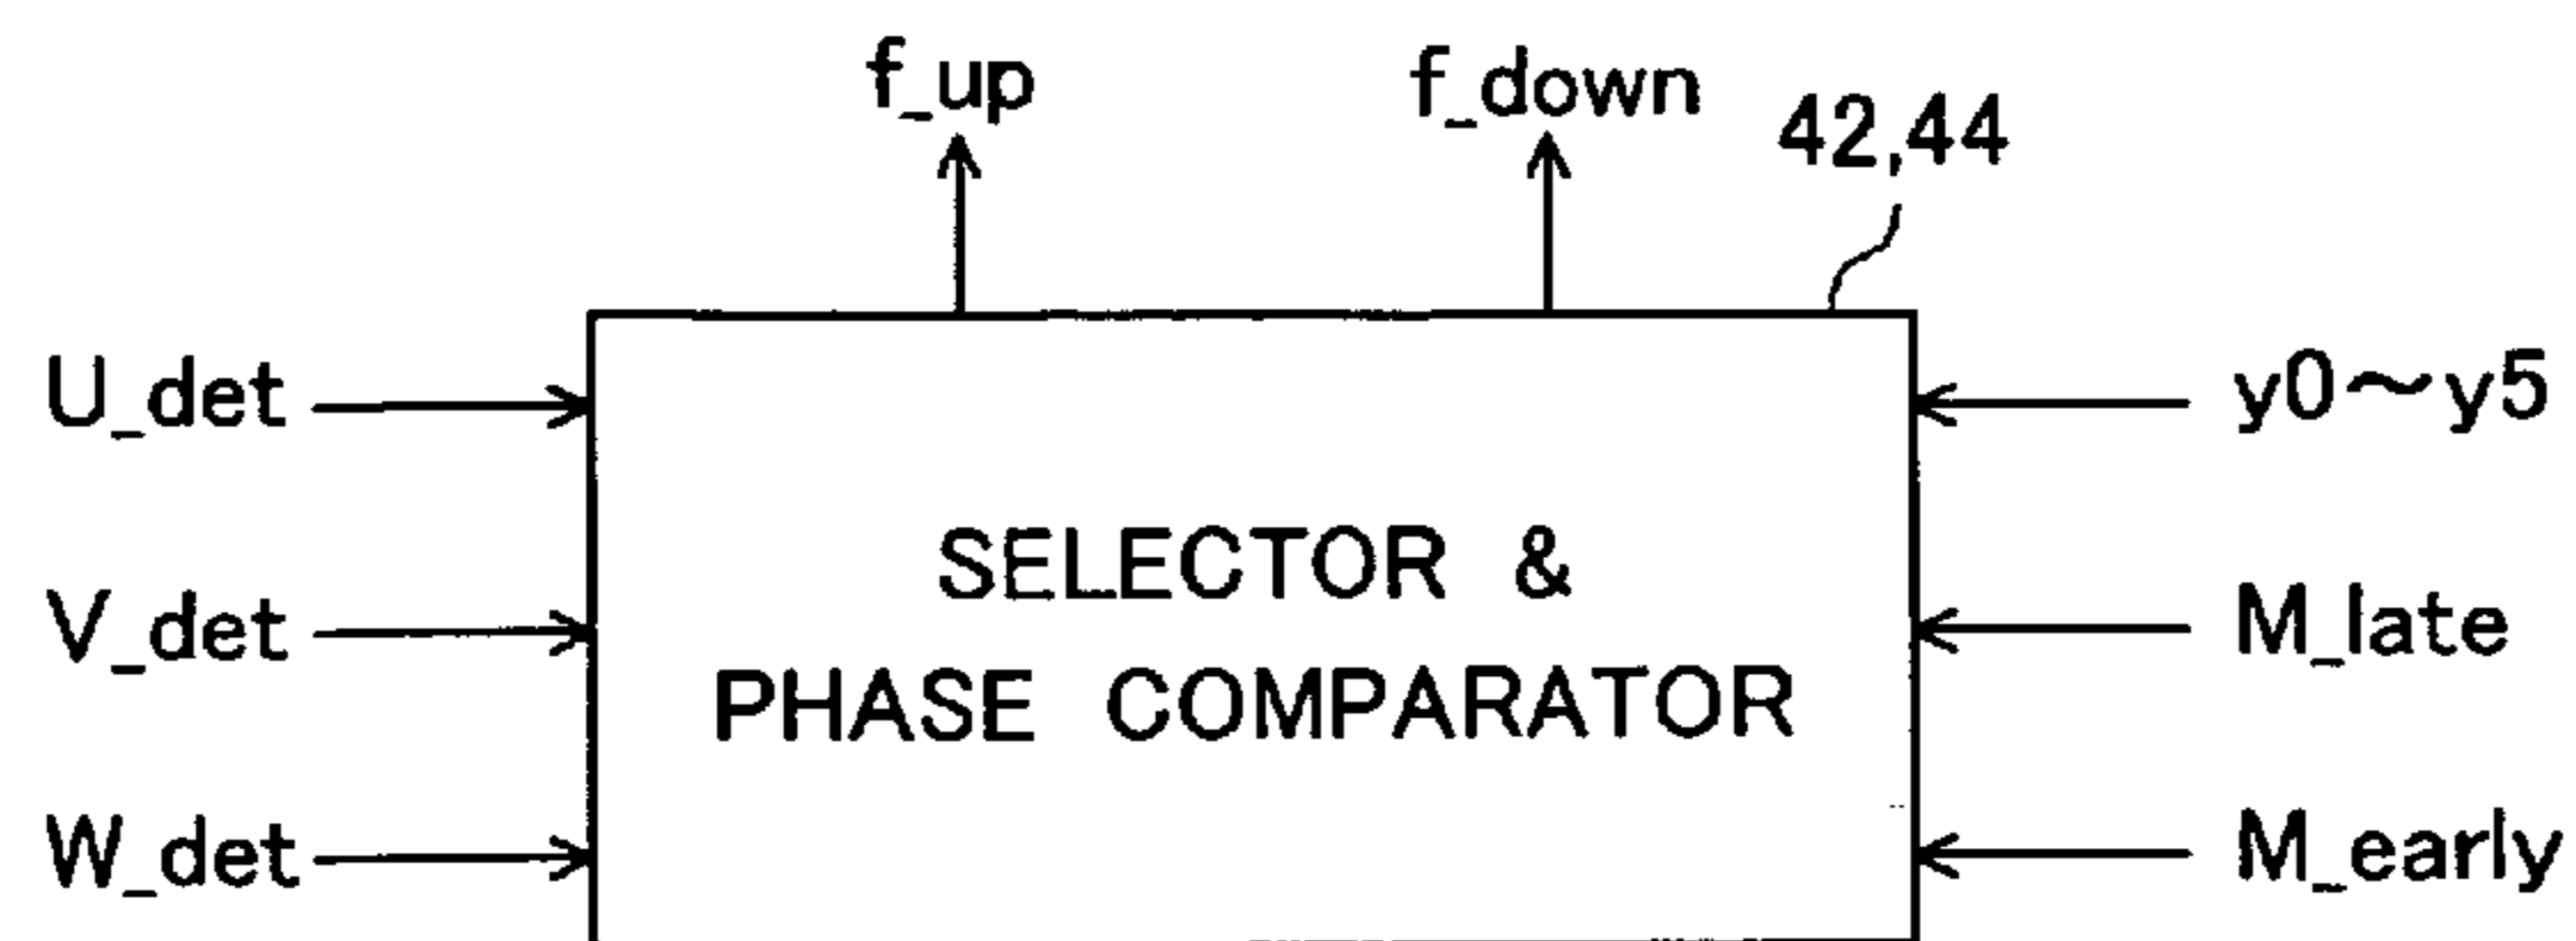 f_up
f_down
42,44
U_det
y0～y5
SELECTOR &
V_det
M_late
PHASE COMPARATOR
W_det
M_early